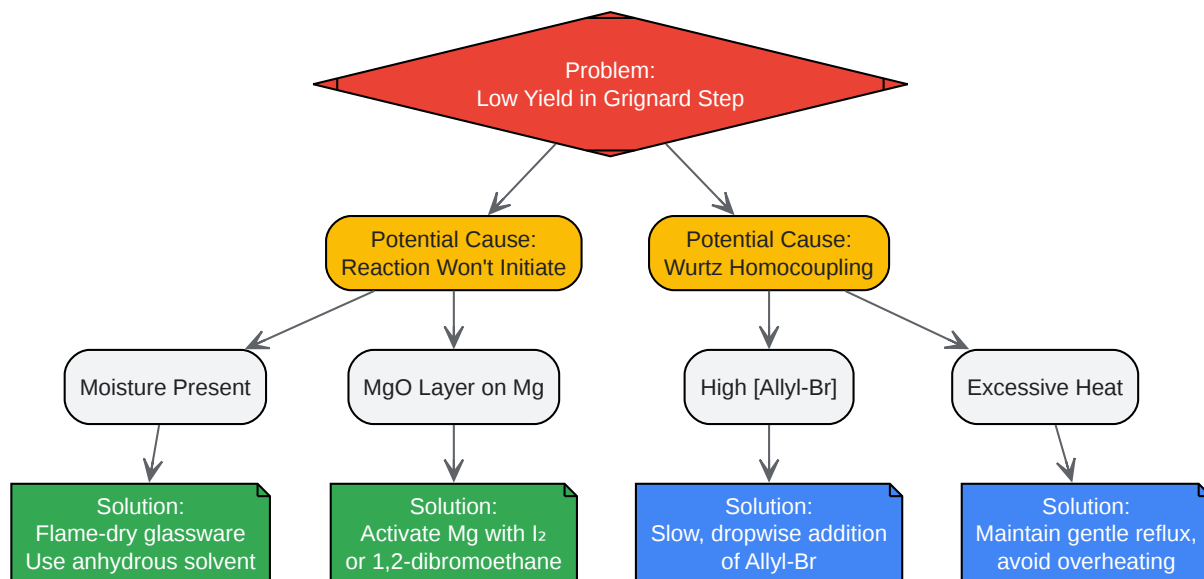 Problem:
Low Yield in Grignard Step
Potential Cause:
Reaction Won't Initiate
Potential Cause:
Wurtz Homocoupling
Moisture Present
MgO Layer on Mg
High [Allyl-Br]
Excessive Heat
Solution:
Flame-dry glassware
Use anhydrous solvent
Solution:
Activate Mg with I₂
or 1,2-dibromoethane
Solution:
Slow, dropwise addition
of Allyl-Br
Solution:
Maintain gentle reflux,
avoid overheating